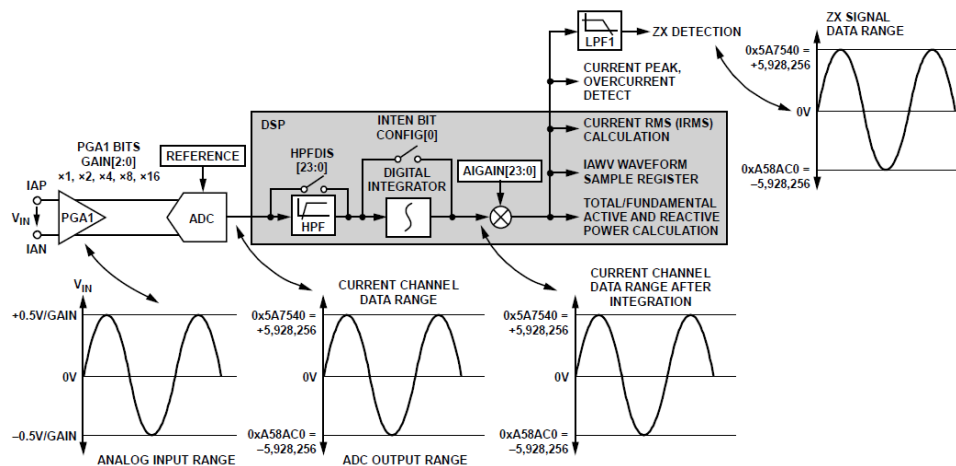 ZX SIGNAL
DATA RANGE
0x5A7540 =
+5,928,256
0V
0xA58AC0 =
–5,928,256
LPF1
ZX DETECTION
CURRENT PEAK,
OVERCURRENT
DETECT
CURRENT RMS (IRMS)
CALCULATION
IAWV WAVEFORM
SAMPLE REGISTER
TOTAL/FUNDAMENTAL
ACTIVE AND REACTIVE
POWER CALCULATION
PGA1 BITS
GAIN[2:0]
×1, ×2, ×4, ×8, ×16
REFERENCE
DSP
HPFDIS
[23:0]
INTEN BIT
CONFIG[0]
DIGITAL
INTEGRATOR
AIGAIN[23:0]
IAP
VIN
IAN
PGA1
ADC
HPF
VIN
+0.5V/GAIN
0V
–0.5V/GAIN
ANALOG INPUT RANGE
CURRENT CHANNEL
DATA RANGE
0x5A7540 =
+5,928,256
0V
0xA58AC0 =
–5,928,256
ADC OUTPUT RANGE
CURRENT CHANNEL
DATA RANGE AFTER
INTEGRATION
0x5A7540 =
+5,928,256
0V
0xA58AC0 =
–5,928,256